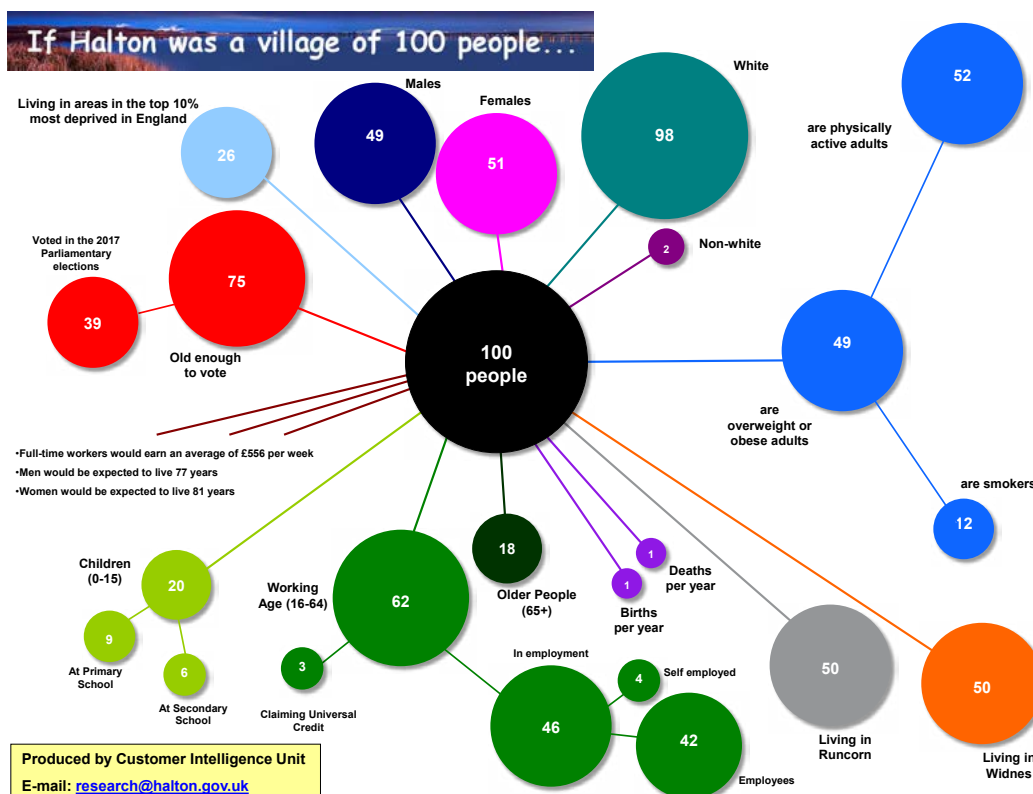 If Halton was a village of 100 people...
Living in areas in the top 10%
most deprived in England
26
Males
49
Females
51
White
98
Non-white
2
52
are physically
active adults
Voted in the 2017
Parliamentary
elections
39
75
Old enough
to vote
100
people
49
are
overweight or
obese adults
are smokers
12
•Full-time workers would earn an average of £556 per week
•Men would be expected to live 77 years
•Women would be expected to live 81 years
Children
(0-15)
20
9
At Primary
School
6
At Secondary
School
Working
Age (16-64)
62
3
Claiming Universal
Credit
18
Older People
(65+)
1
Deaths
per year
1
Births
per year
In employment
46
4
Self employed
42
Employees
50
Living in
Runcorn
50
Living in
Widnes
Produced by Customer Intelligence Unit
E-mail: research@halton.gov.uk